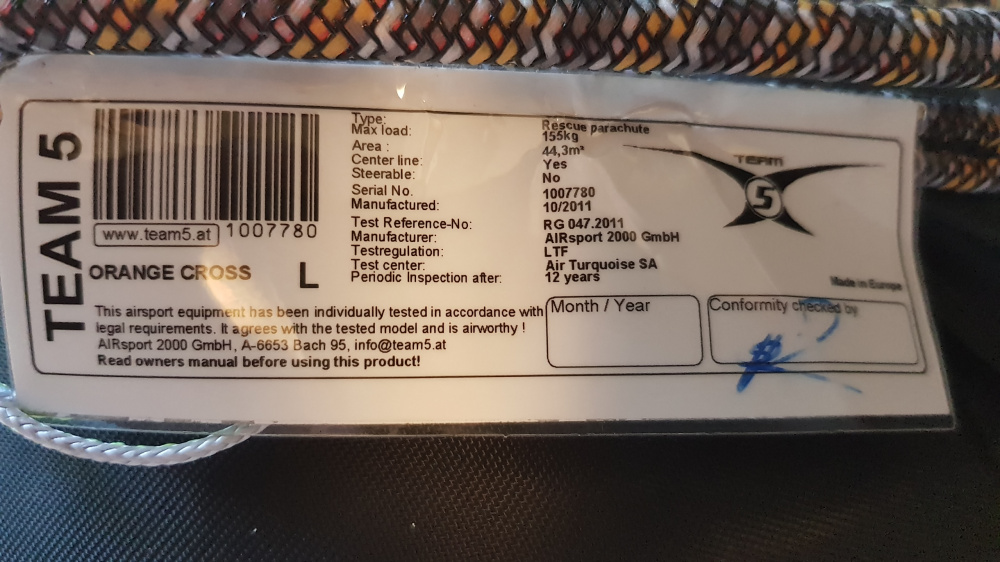 TEAM 5
www.team5.at 1007780
ORANGE CROSS L
Type: Rescue parachute
Max load: 155kg
Area : 44,3m²
Center line: Yes
Steerable: No
Serial No. 1007780
Manufactured: 10/2011
Test Reference-No: RG 047.2011
Manufacturer: AIRsport 2000 GmbH
Testregulation: LTF
Test center: Air Turquoise SA
Periodic Inspection after: 12 years
TEAM
5
Made in Europe
This airsport equipment has been individually tested in accordance with
legal requirements. It agrees with the tested model and is airworthy !
AIRsport 2000 GmbH, A-6653 Bach 95, info@team5.at
Read owners manual before using this product!
Month / Year
Conformity checked by